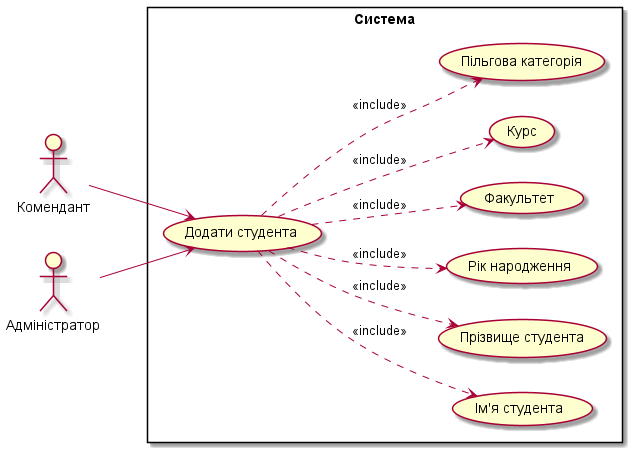 Система
Пільгова категорія
«include»
Курс
«include»
Комендант
Факультет
«include»
Додати студента
Рік народження
«include»
Адміністратор
«include»
Прізвище студента
«include»
Ім'я студента